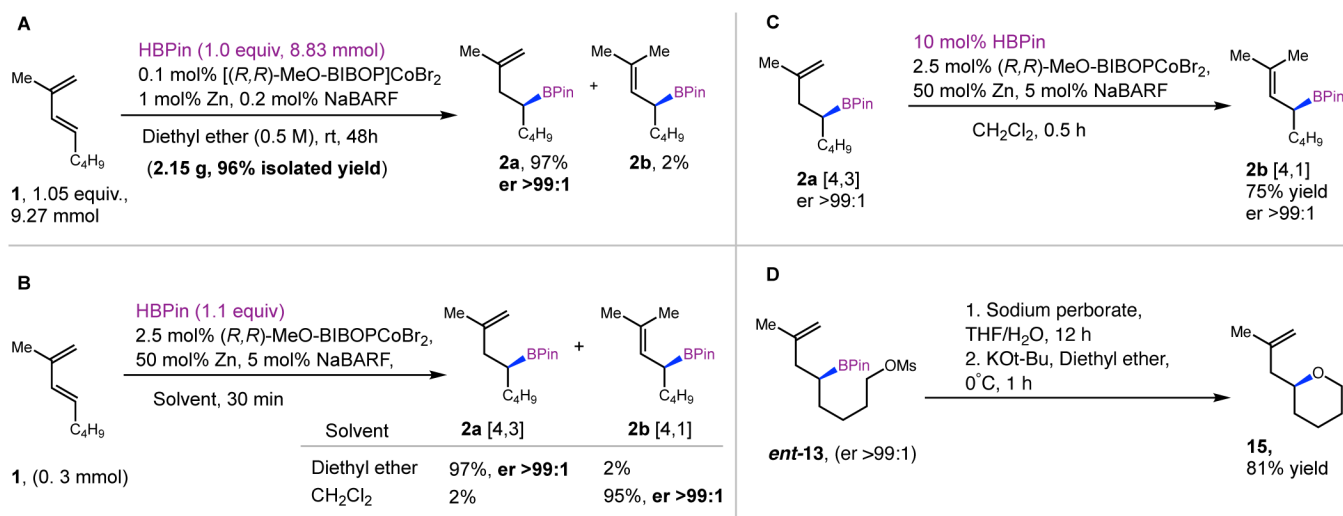 A
HBPin (1.0 equiv, 8.83 mmol)
0.1 mol% [(R,R)-MeO-BIBOP]CoBr2
1 mol% Zn, 0.2 mol% NaBARF
Diethyl ether (0.5 M), rt, 48h
(2.15 g, 96% isolated yield)
Me
C4H9
1, 1.05 equiv.,
9.27 mmol
Me
BPin
C4H9
2a, 97%
er >99:1
+
Me Me
BPin
C4H9
2b, 2%
B
HBPin (1.1 equiv)
2.5 mol% (R,R)-MeO-BIBOPCoBr2,
50 mol% Zn, 5 mol% NaBARF,
Solvent, 30 min
Me
C4H9
1, (0. 3 mmol)
Me
BPin
C4H9
+
Me Me
BPin
C4H9
Solvent 2a [4,3] 2b [4,1]
Diethyl ether 97%, er >99:1 2%
CH2Cl2 2% 95%, er >99:1
C
10 mol% HBPin
2.5 mol% (R,R)-MeO-BIBOPCoBr2,
50 mol% Zn, 5 mol% NaBARF
CH2Cl2, 0.5 h
Me
BPin
C4H9
2a [4,3]
er >99:1
Me Me
BPin
C4H9
2b [4,1]
75% yield
er >99:1
D
1. Sodium perborate,
THF/H2O, 12 h
2. KOt-Bu, Diethyl ether,
0°C, 1 h
Me
BPin
OMs
ent-13, (er >99:1)
Me
O
15,
81% yield